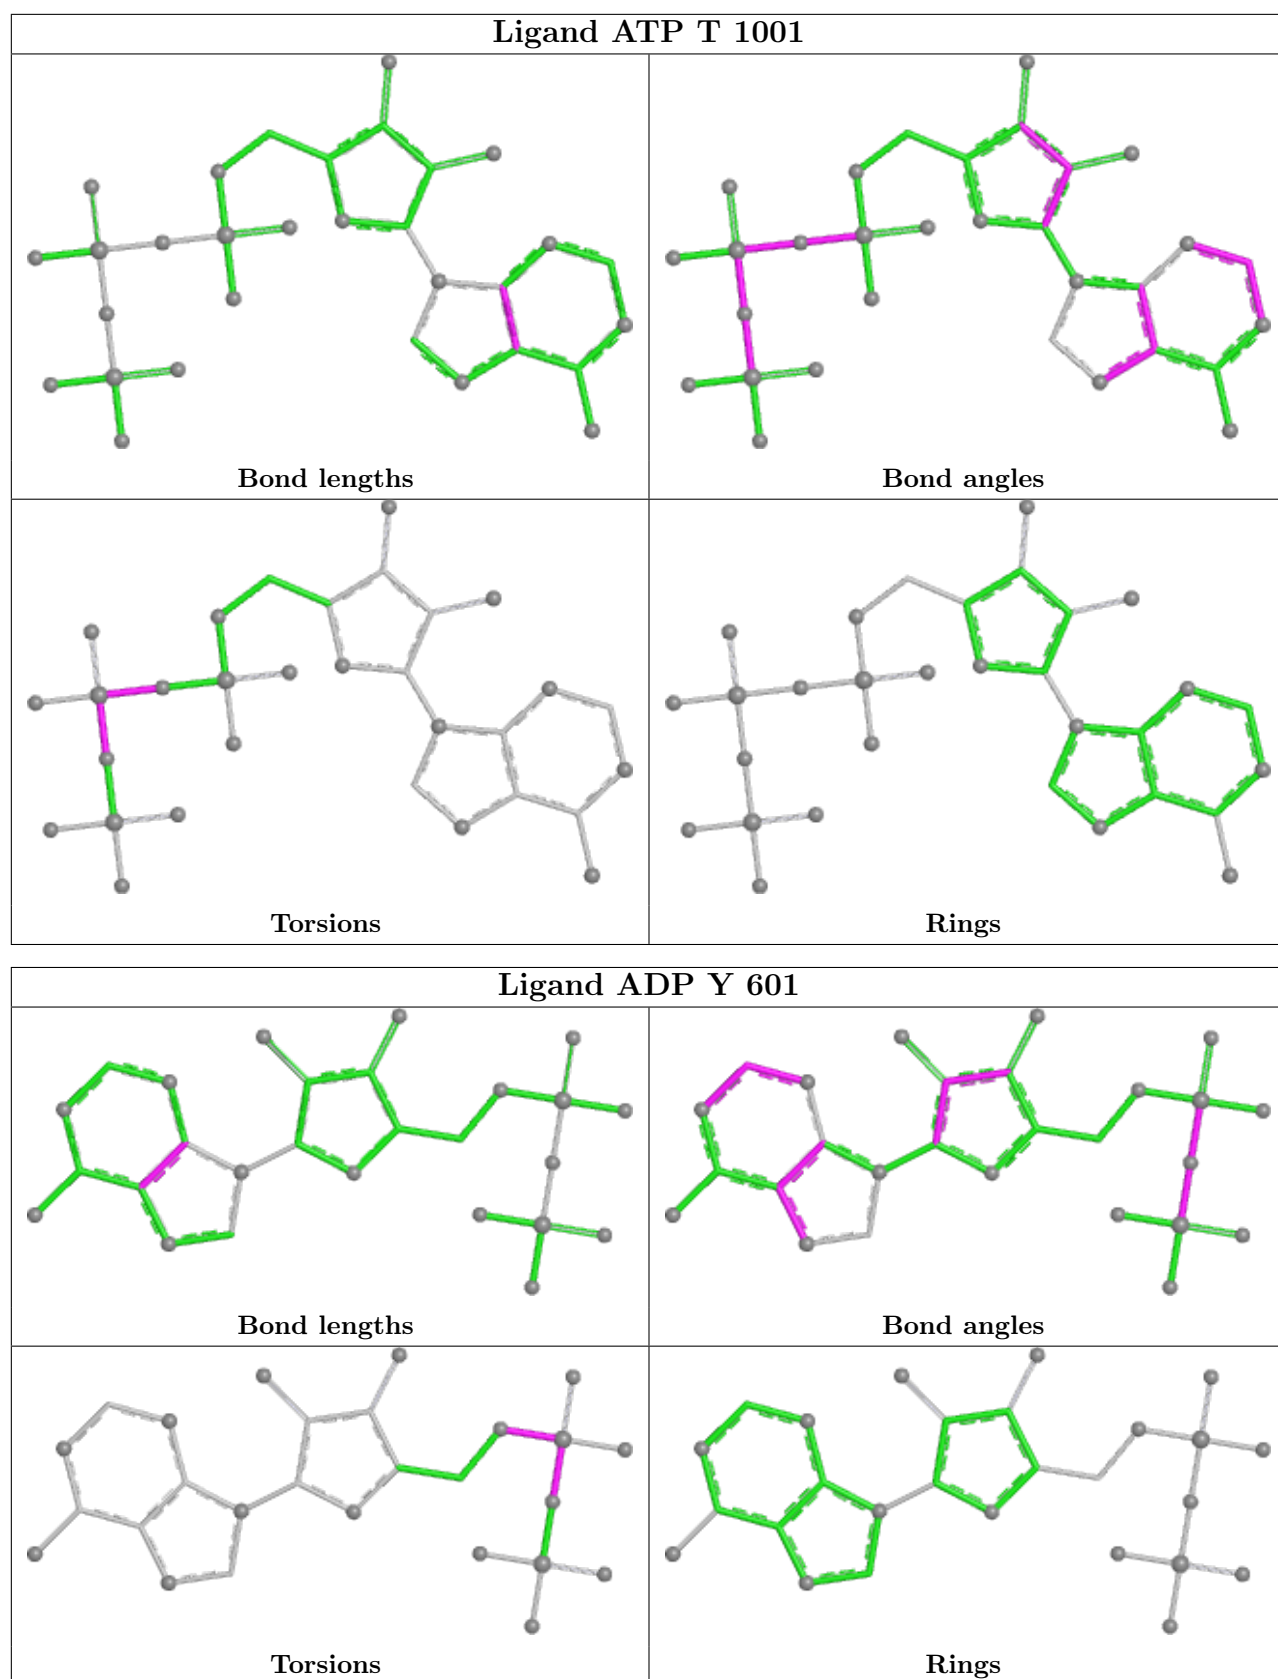 Ligand ATP T 1001
Bond lengths
Bond angles
Torsions
Rings
Ligand ADP Y 601
Bond lengths
Bond angles
Torsions
Rings